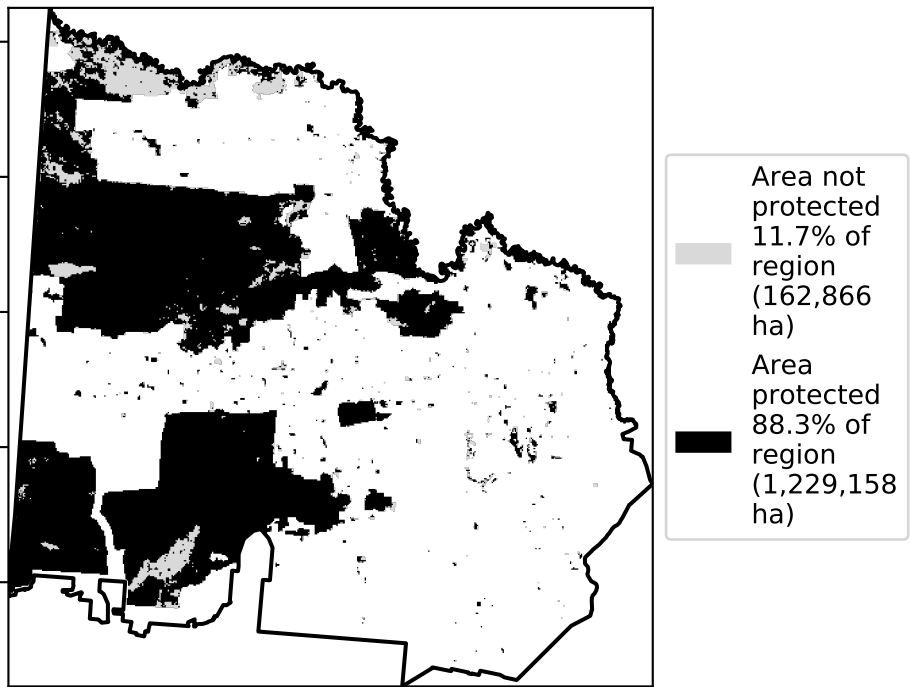 Area not
protected
11.7% of
region
(162,866
ha)
Area
protected
88.3% of
region
(1,229,158
ha)